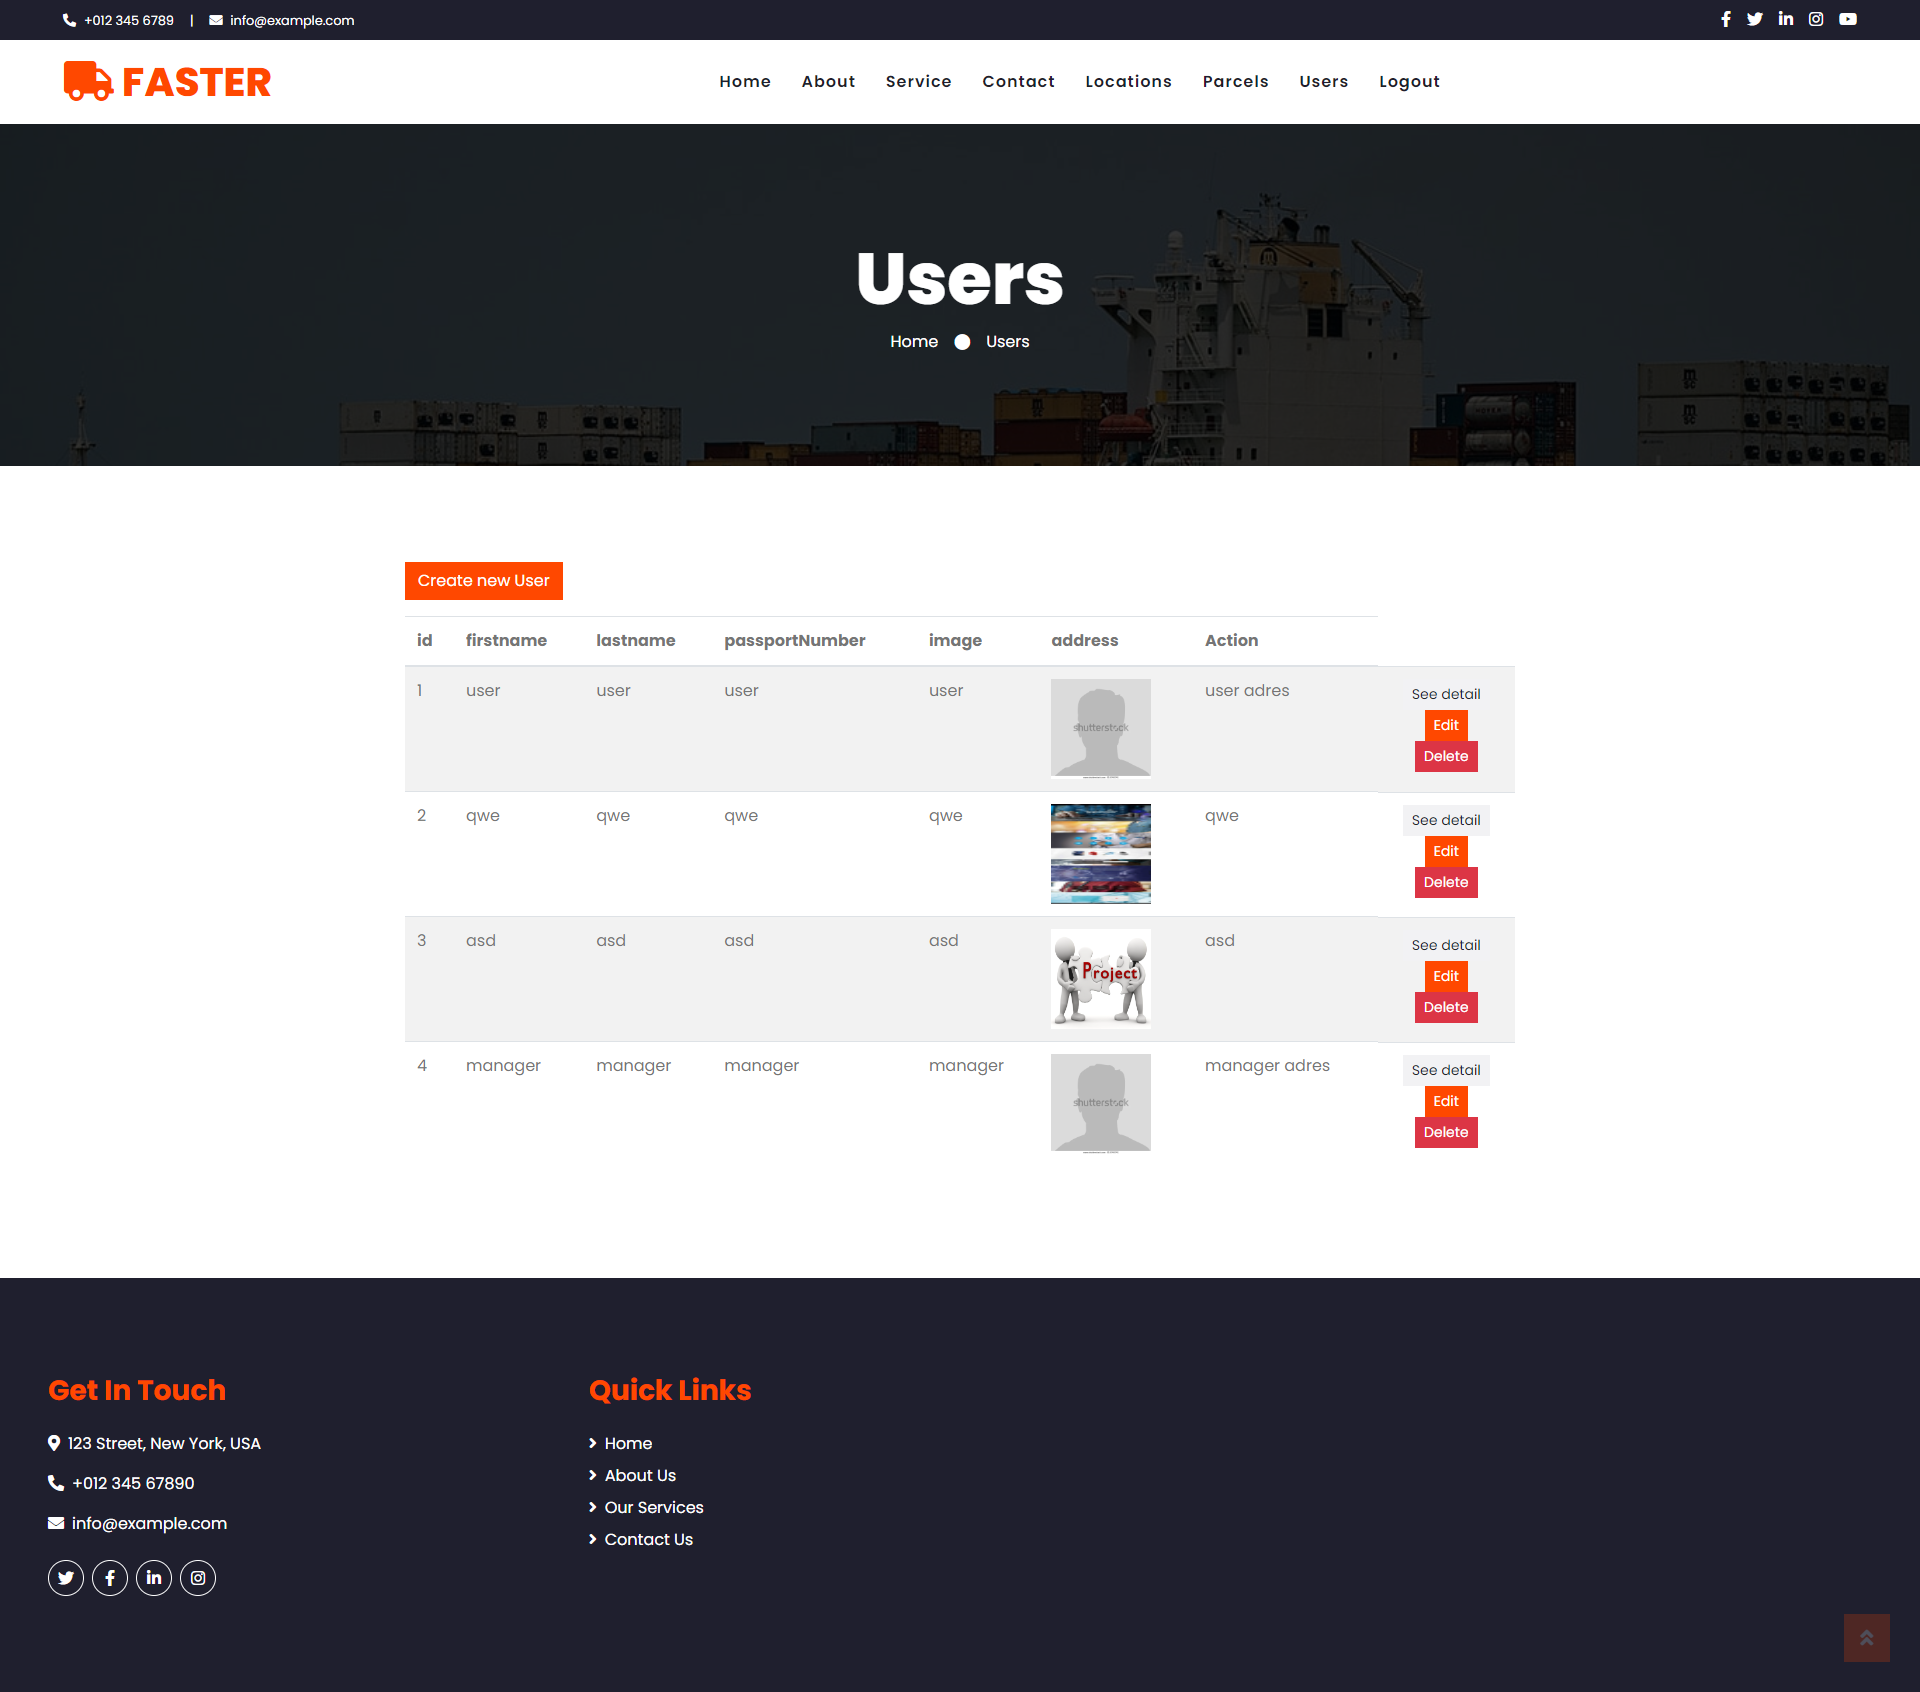 +012 345 6789 | info@example.com
FASTER
Home About Service Contact Locations Parcels Users Logout
Users
Home Users
Create new User
id firstname lastname passportNumber image address Action
1 user user user user user adres
shutterstock
See detail
Edit
Delete
2 qwe qwe qwe qwe qwe
See detail
Edit
Delete
3 asd asd asd asd asd
Project
See detail
Edit
Delete
4 manager manager manager manager manager adres
shutterstock
See detail
Edit
Delete
Get In Touch
123 Street, New York, USA
+012 345 67890
info@example.com
Quick Links
Home
About Us
Our Services
Contact Us